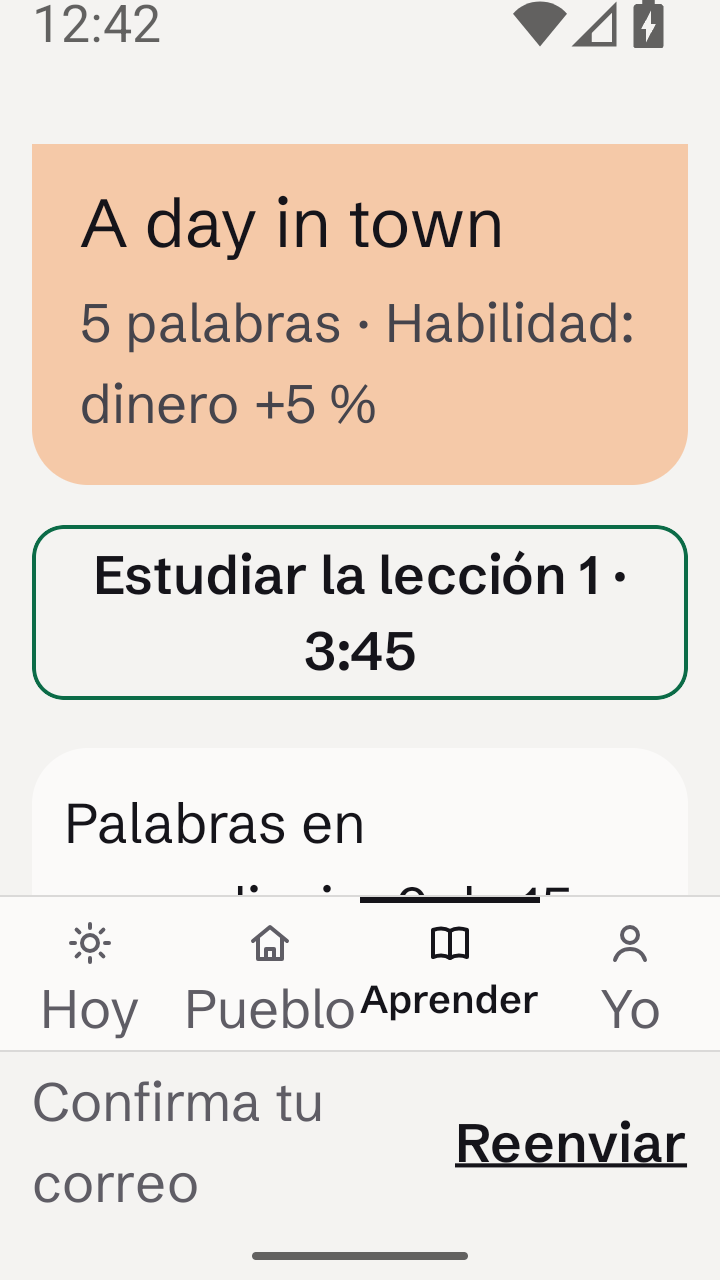 12:42
A day in town
5 palabras · Habilidad:
dinero +5 %
Estudiar la lección 1 ·
3:45
Palabras en
Hoy
Pueblo
Aprender
Yo
Confirma tu
correo
Reenviar